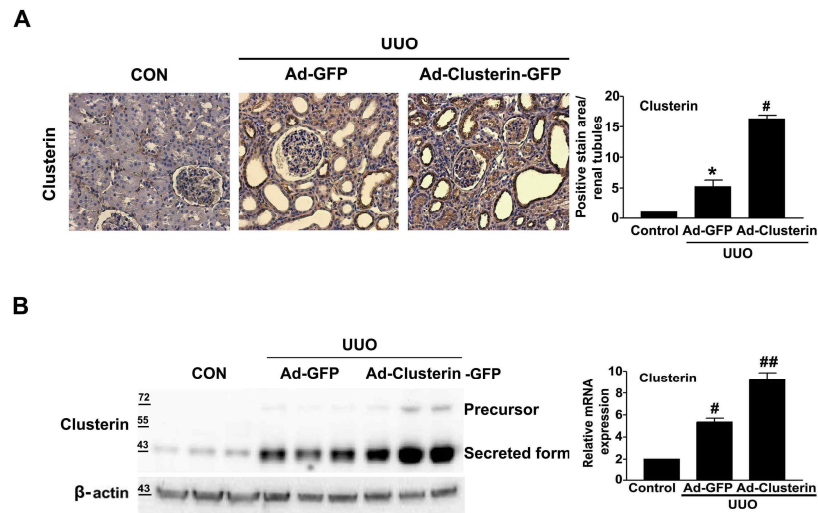 A
UUO
CON
Ad-GFP
Ad-Clusterin-GFP
Clusterin
Positive stain area/
renal tubules
20
15
10
5
0
Clusterin
*
#
Control
Ad-GFP
Ad-Clusterin
UUO
B
UUO
CON
Ad-GFP
Ad-Clusterin -GFP
Clusterin
72
55
43
Precursor
Secreted form
β-actin
43
Relative mRNA
expression
10
8
6
4
2
0
Clusterin
#
##
Control
Ad-GFP
Ad-Clusterin
UUO